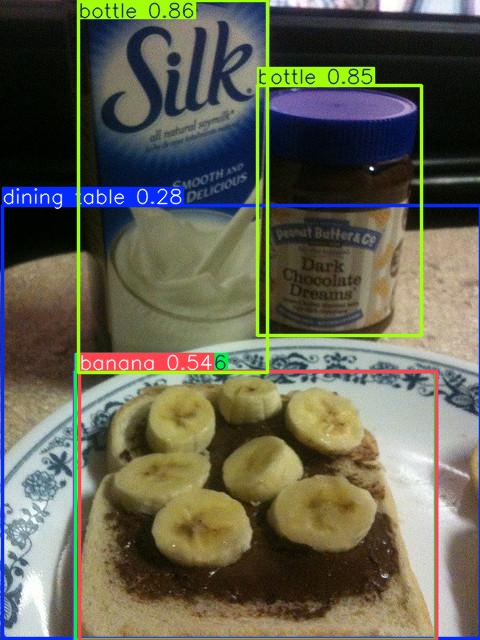 bottle 0.86
Silk
all natural soymilk
SMOOTH AND
DELICIOUS
bottle 0.85
Peanut Butter & Co
Dark
Chocolate
Dreams
dining table 0.28
banana 0.546